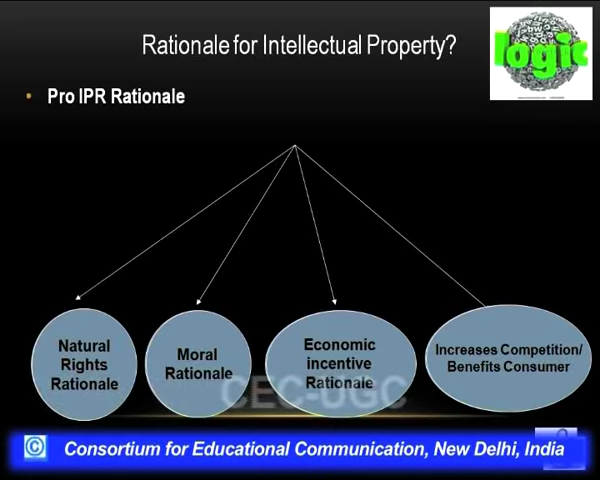 Rationale for Intellectual Property?
logic
• Pro IPR Rationale
Natural
Rights
Rationale
Moral
Rationale
Economic
incentive
Rationale
Increases Competition/
Benefits Consumer
CEC-UGC
© Consortium for Educational Communication, New Delhi, India